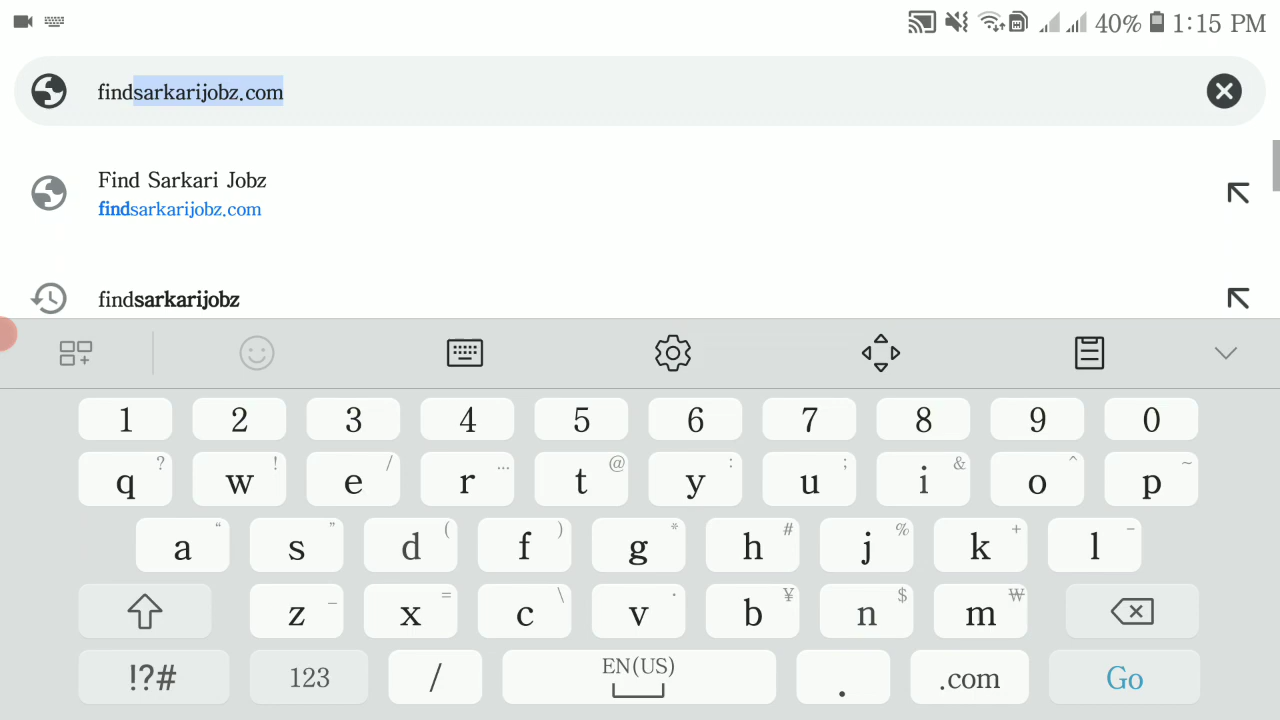 40% 1:15 PM
findsarkarijobz.com
Find Sarkari Jobz
findsarkarijobz.com
findsarkarijobz
1 2 3 4 5 6 7 8 9 0
q ? w ! e / r ... t @ y : u ; i & o ^ p ~
a “ s ” d ( f ) g * h # j % k + l -
z _ x = c \ v · b ¥ n $ m ₩
!?# 123 / EN(US) . .com Go